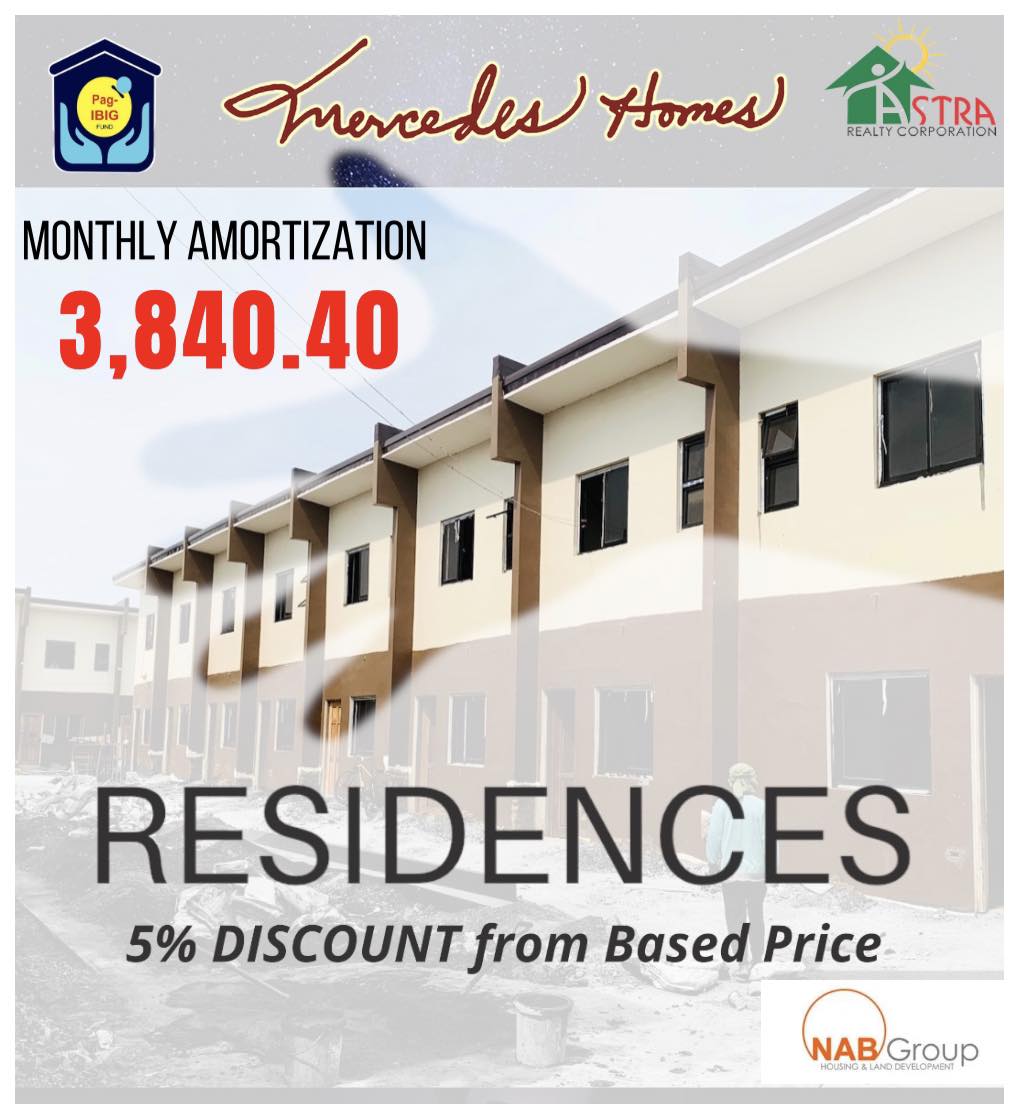 Pag-
IBIG
FUND
Mercedes Homes
ASTRA
REALTY CORPORATION
MONTHLY AMORTIZATION
3,840.40
RESIDENCES
5% DISCOUNT from Based Price
NAB Group
HOUSING & LAND DEVELOPMENT